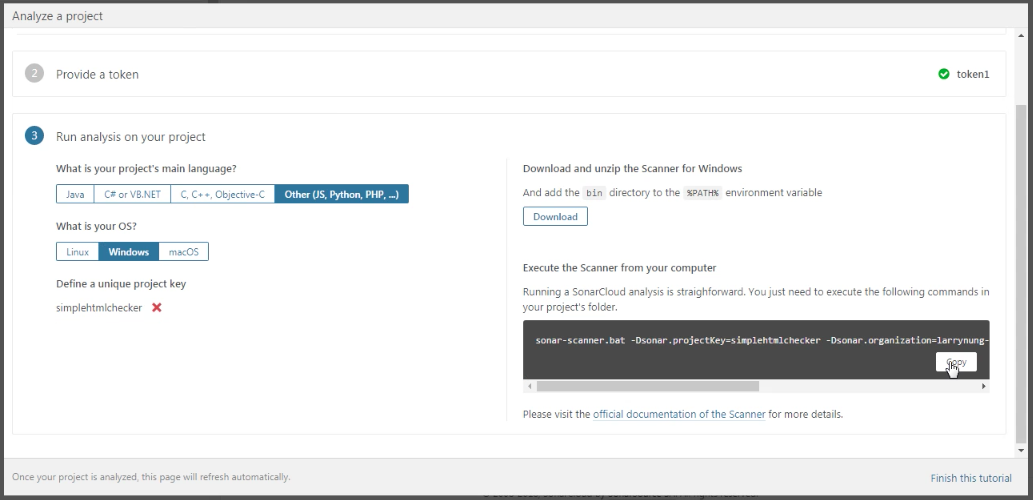 Analyze a project
2 Provide a token
token1
3 Run analysis on your project
What is your project's main language?
Java C# or VB.NET C, C++, Objective-C Other (JS, Python, PHP, ...)
What is your OS?
Linux Windows macOS
Define a unique project key
simplehtmlchecker
Download and unzip the Scanner for Windows
And add the bin directory to the %PATH% environment variable
Download
Execute the Scanner from your computer
Running a SonarCloud analysis is straighforward. You just need to execute the following commands in
your project's folder.
sonar-scanner.bat -Dsonar.projectKey=simplehtmlchecker -Dsonar.organization=larrynung-
Copy
Please visit the official documentation of the Scanner for more details.
Once your project is analyzed, this page will refresh automatically.
Finish this tutorial